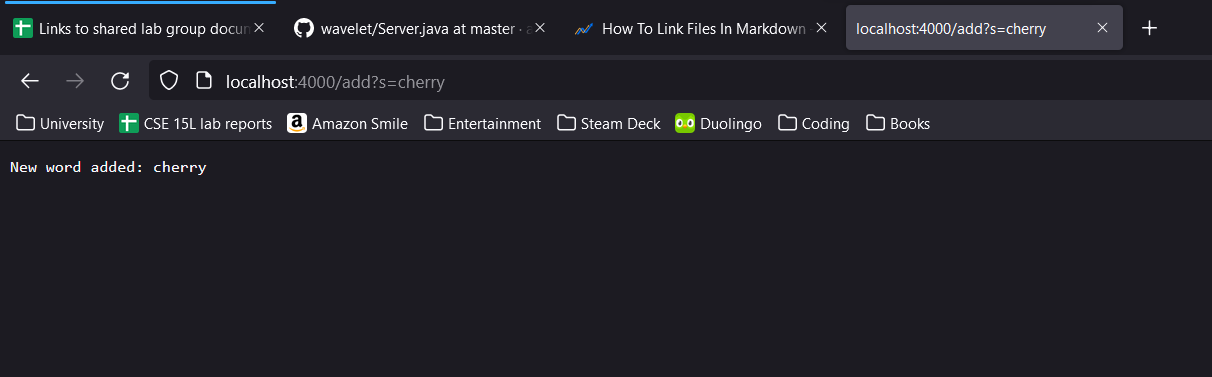 Links to shared lab group docun
wavelet/Server.java at master · a
How To Link Files In Markdown
localhost:4000/add?s=cherry
localhost:4000/add?s=cherry
University
CSE 15L lab reports
Amazon Smile
Entertainment
Steam Deck
Duolingo
Coding
Books
New word added: cherry